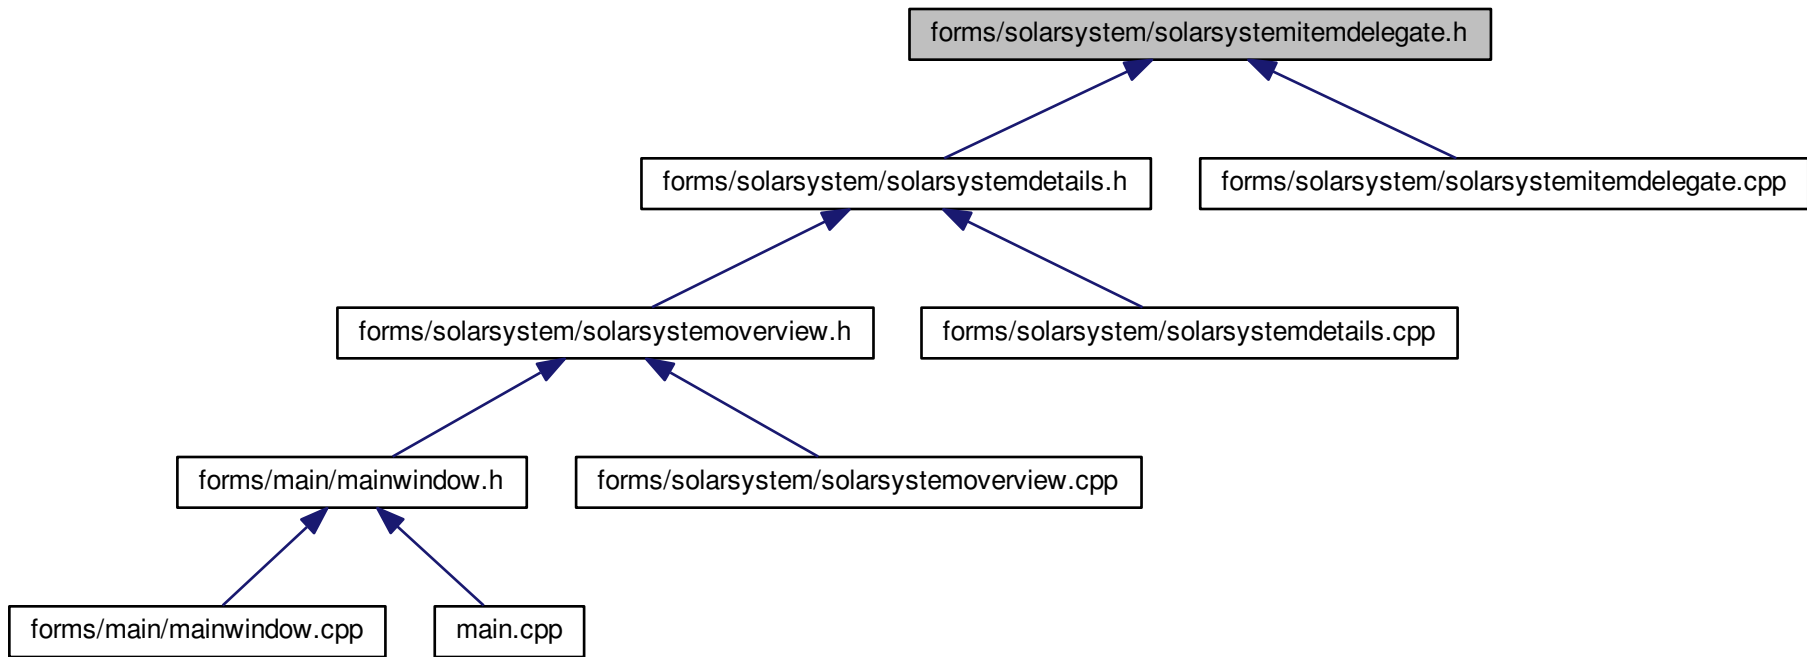 forms/solarsystem/solarsystemitemdelegate.h
forms/solarsystem/solarsystemdetails.h
forms/solarsystem/solarsystemitemdelegate.cpp
forms/solarsystem/solarsystemoverview.h
forms/solarsystem/solarsystemdetails.cpp
forms/main/mainwindow.h
forms/solarsystem/solarsystemoverview.cpp
forms/main/mainwindow.cpp
main.cpp